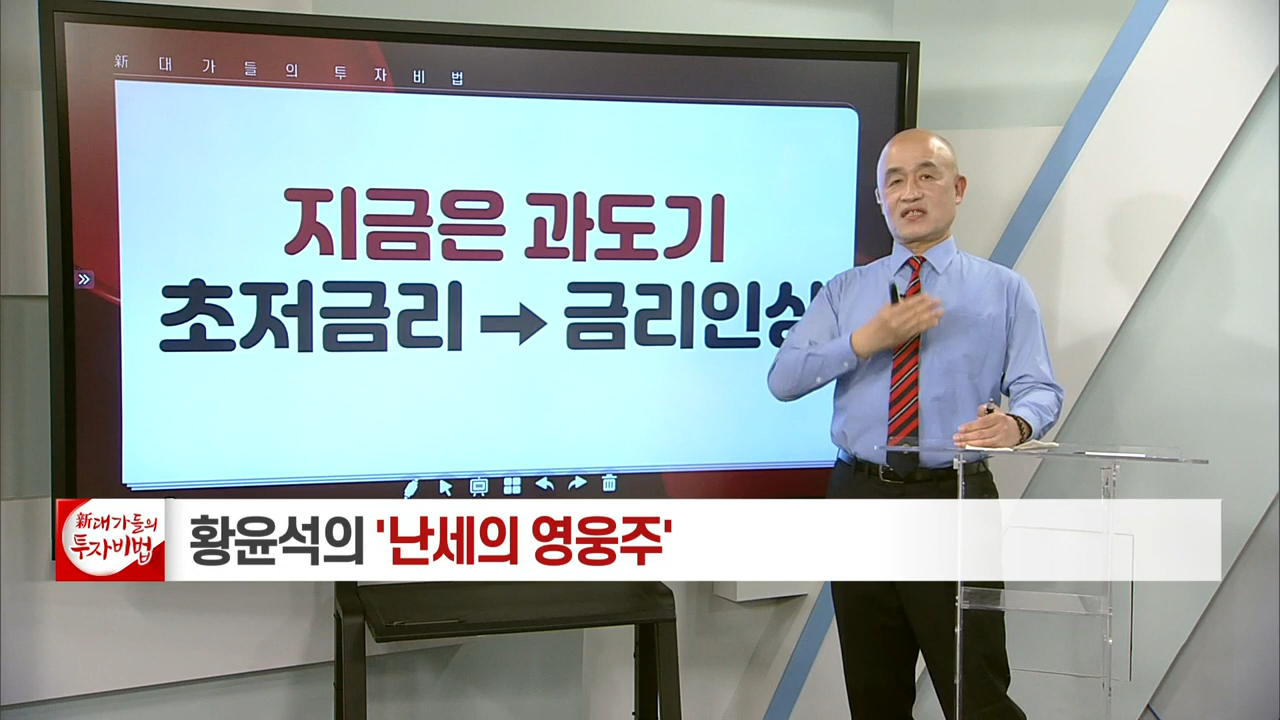 新 대 가 들 의 투 자 비 법
지금은 과도기
초저금리 → 금리인상
新대가들의
투자비법
황윤석의 '난세의 영웅주'